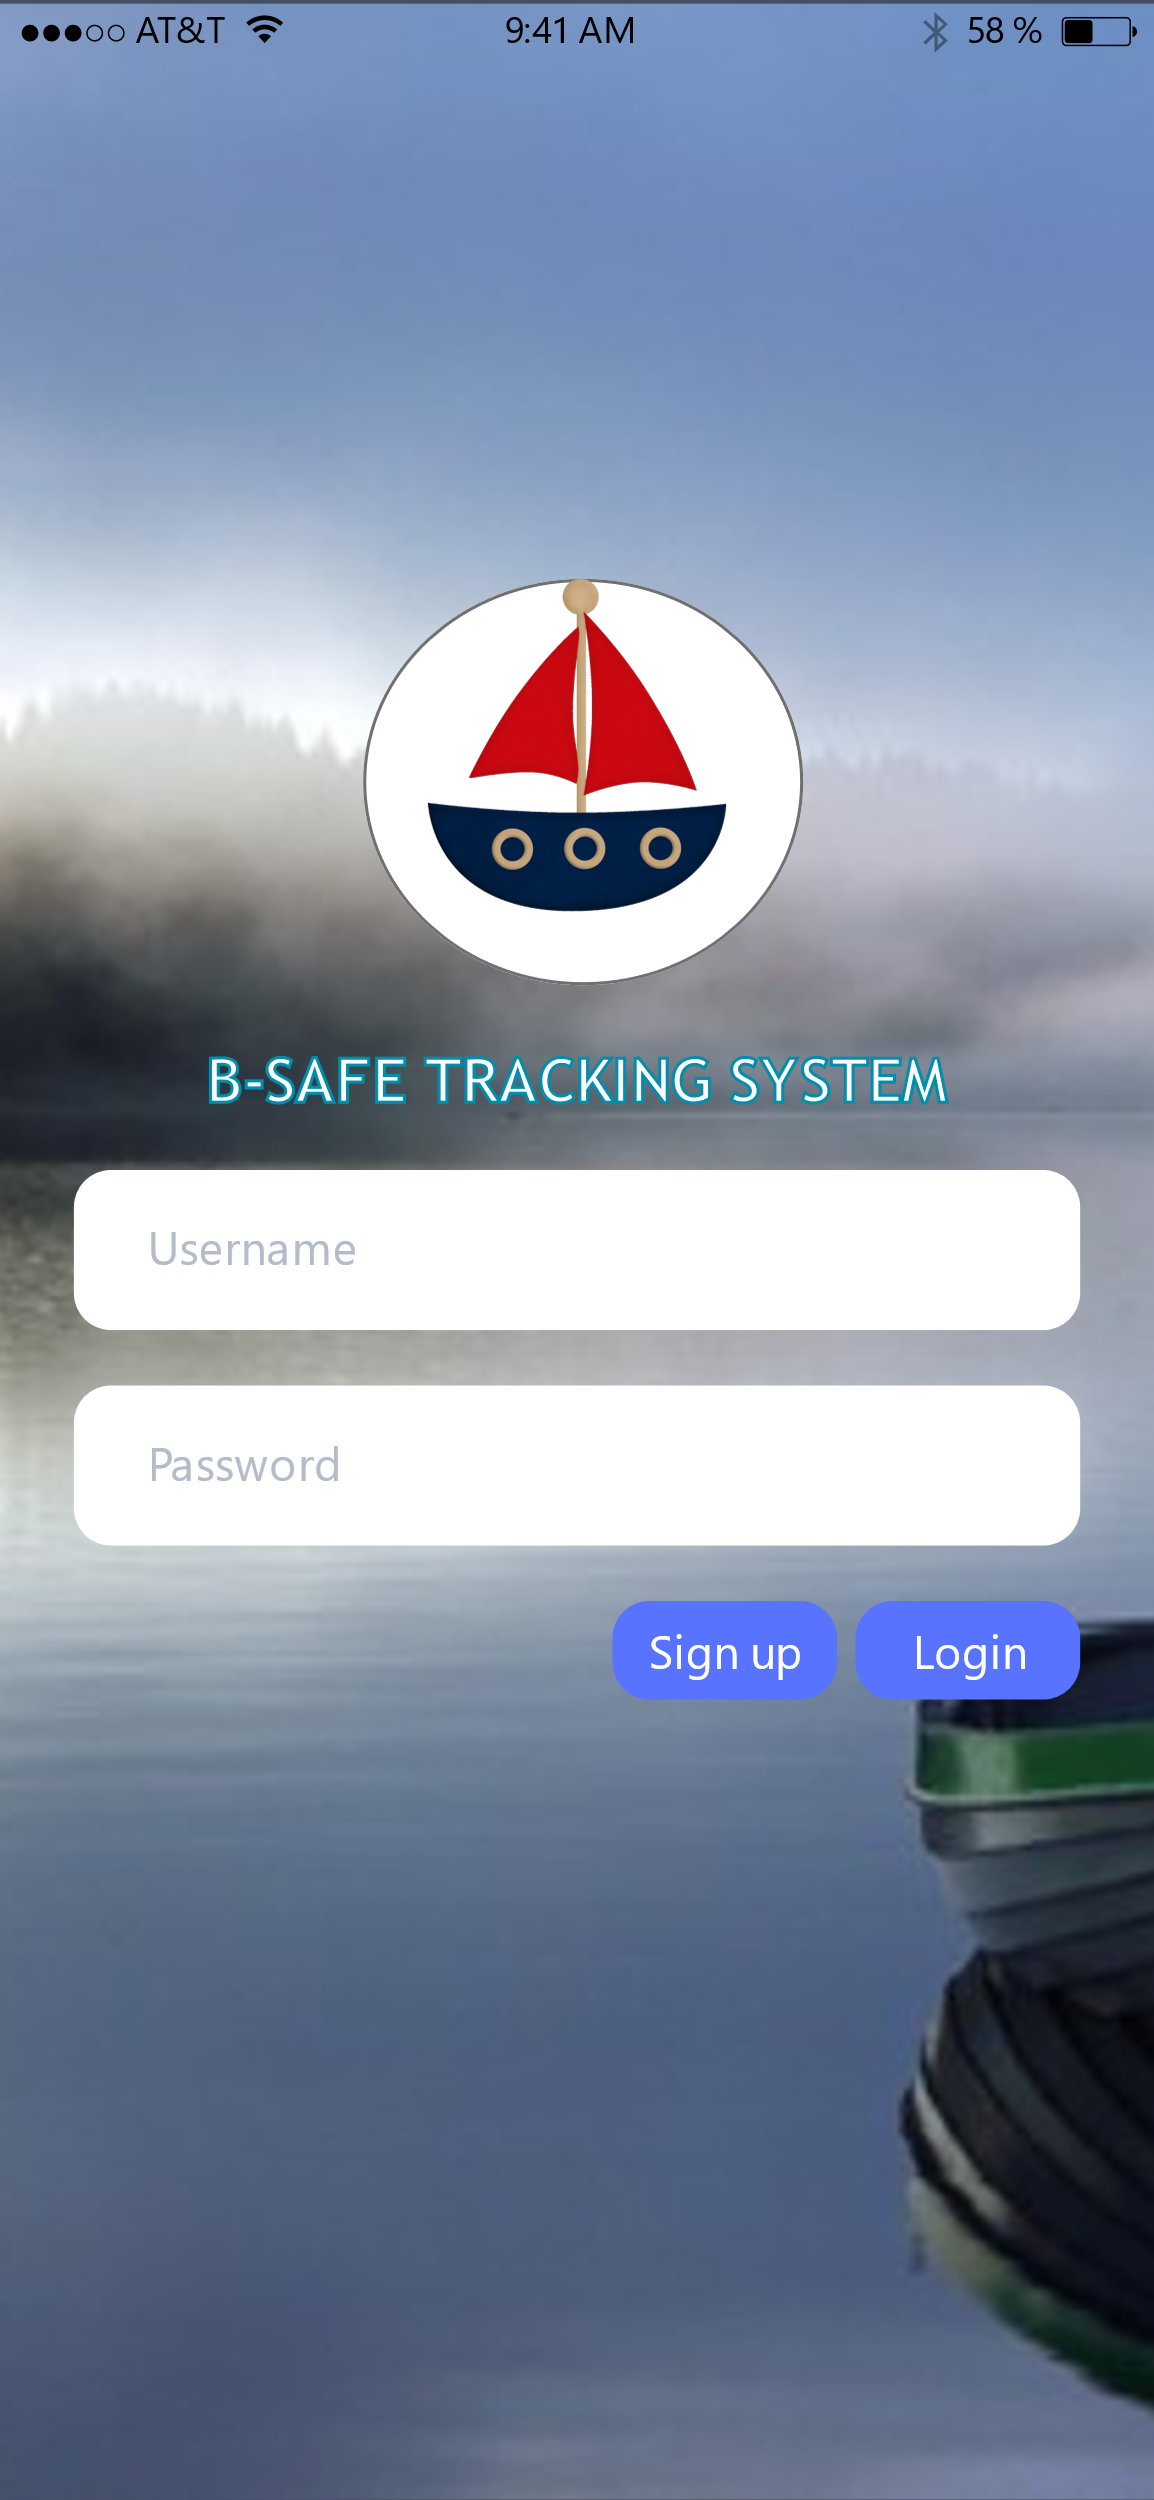 AT&T 9:41 AM 58 %
B-SAFE TRACKING SYSTEM
Username
Password
Sign up Login